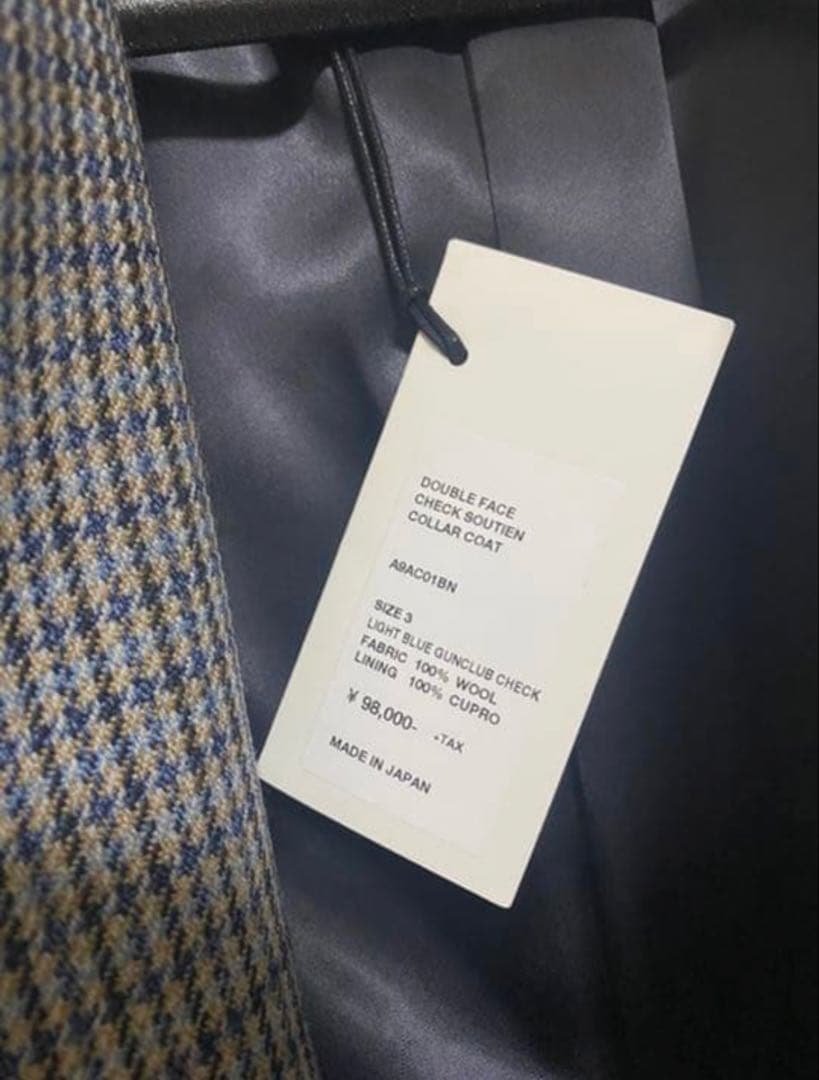 DOUBLE FACE
CHECK SOUTIEN
COLLAR COAT
A9AC01BN
SIZE 3
LIGHT BLUE GUNCLUB CHECK
FABRIC 100% WOOL
LINING 100% CUPRO
¥ 98,000- +TAX
MADE IN JAPAN